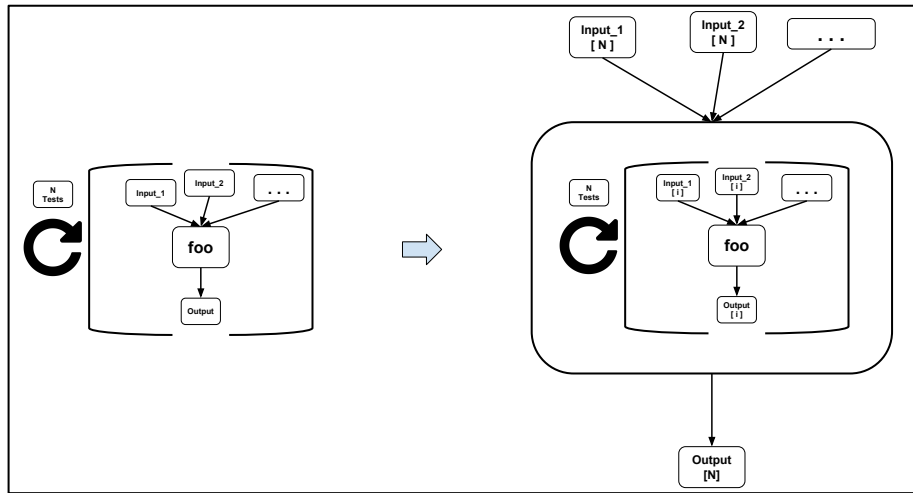 N
Tests
Input_1
Input_2
. . .
foo
Output
Input_1
[ N ]
Input_2
[ N ]
. . .
N
Tests
Input_1
[ i ]
Input_2
[ i ]
. . .
foo
Output
[ i ]
Output
[N]